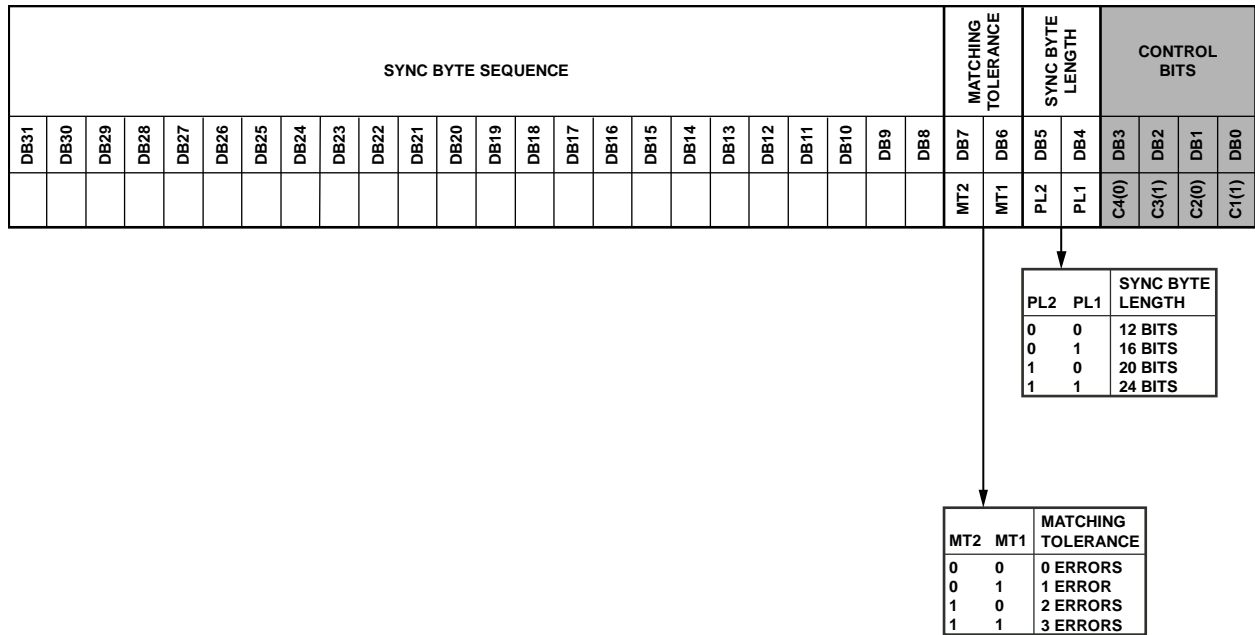 SYNC BYTE SEQUENCE
MATCHING
TOLERANCE
SYNC BYTE
LENGTH
CONTROL
BITS
DB31 DB30 DB29 DB28 DB27 DB26 DB25 DB24 DB23 DB22 DB21 DB20 DB19 DB18 DB17 DB16 DB15 DB14 DB13 DB12 DB11 DB10 DB9 DB8 DB7 DB6 DB5 DB4 DB3 DB2 DB1 DB0
MT2 MT1 PL2 PL1 C4(0) C3(1) C2(0) C1(1)
PL2 PL1 SYNC BYTE
LENGTH
0 0 12 BITS
0 1 16 BITS
1 0 20 BITS
1 1 24 BITS
MT2 MT1 MATCHING
TOLERANCE
0 0 0 ERRORS
0 1 1 ERROR
1 0 2 ERRORS
1 1 3 ERRORS